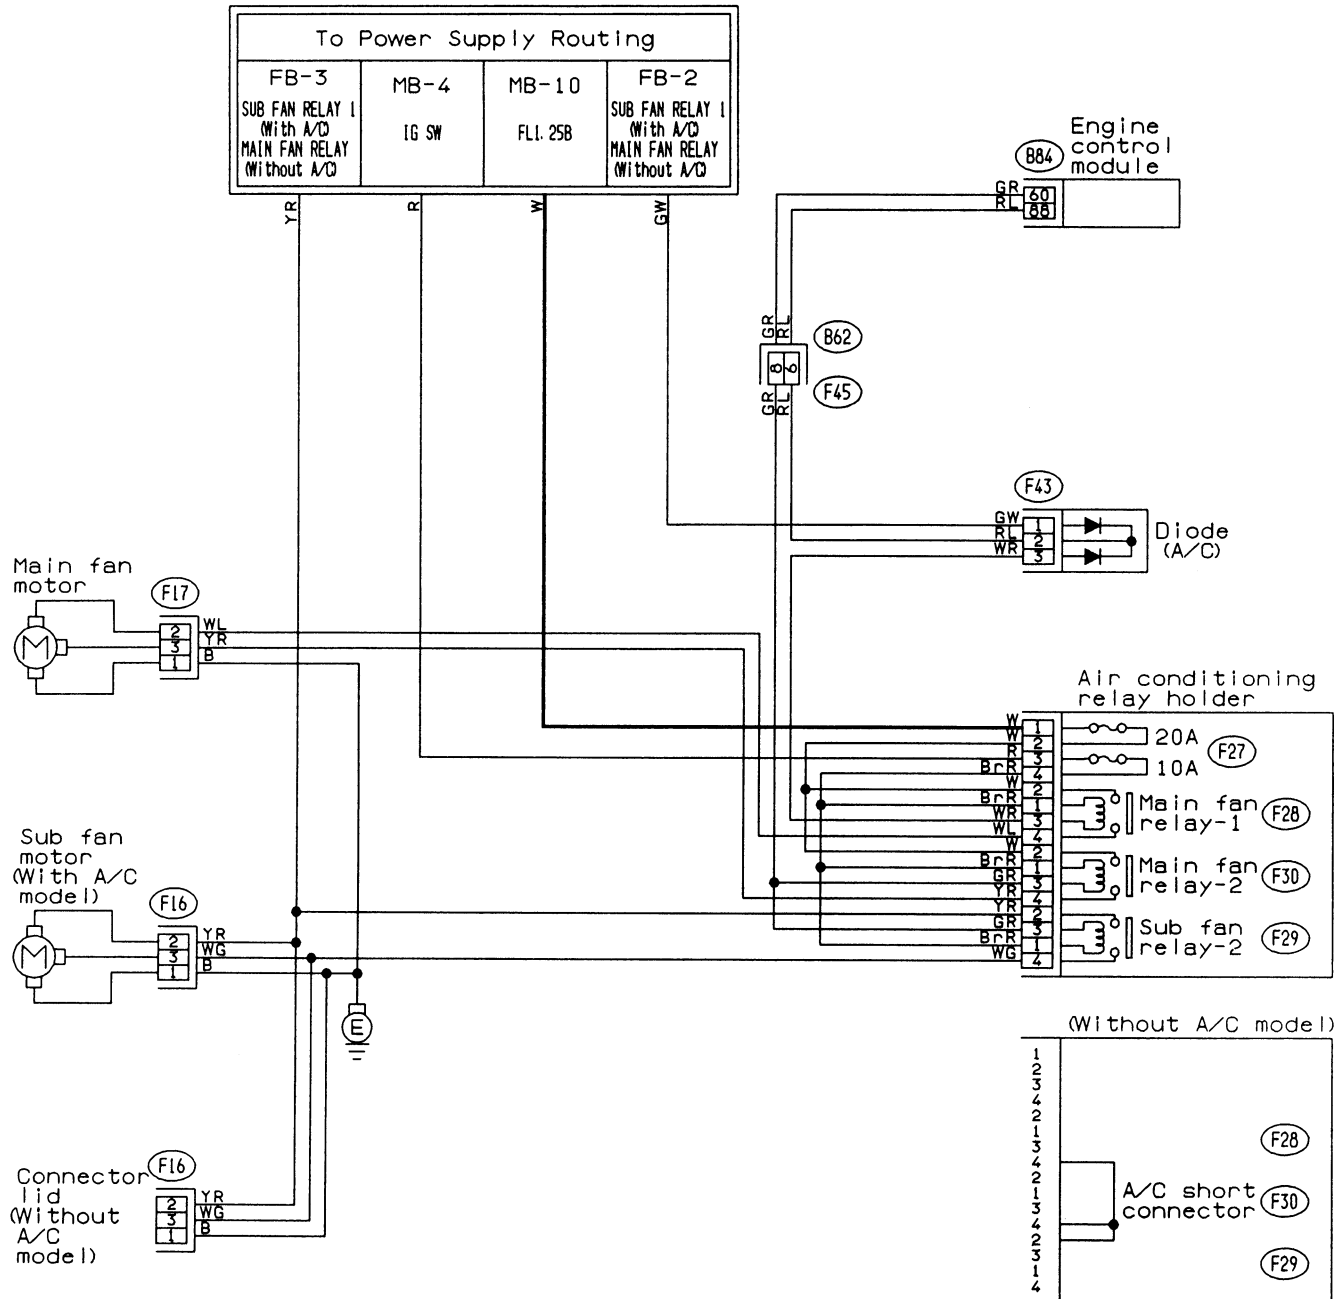 To Power Supply Routing
FB-3
SUB FAN RELAY 1
(With A/C)
MAIN FAN RELAY
(Without A/C)
MB-4
IG SW
MB-10
FL1. 25B
FB-2
SUB FAN RELAY 1
(With A/C)
MAIN FAN RELAY
(Without A/C)
YR
R
W
GW
B84
Engine
control
module
GR
60
RL
88
GR
RL
B62
8
6
F45
GR
RL
F43
GW
1
RL
2
WR
3
Diode
(A/C)
Main fan
motor
M
F17
2
WL
3
YR
1
B
Air conditioning
relay holder
W
1
W
2
20A
R
3
BrR
4
10A
F27
W
2
BrR
1
WR
3
WL
4
Main fan
relay-1
F28
W
2
BrR
1
GR
3
YR
4
Main fan
relay-2
F30
YR
2
GR
3
BrR
1
WG
4
Sub fan
relay-2
F29
Sub fan
motor
(With A/C
model)
M
F16
2
YR
3
WG
1
B
E
Connector
lid
(Without
A/C
model)
F16
2
YR
3
WG
1
B
(Without A/C model)
1
2
3
4
2
1
3
4
2
1
3
4
2
3
1
4
F28
A/C short
connector
F30
F29